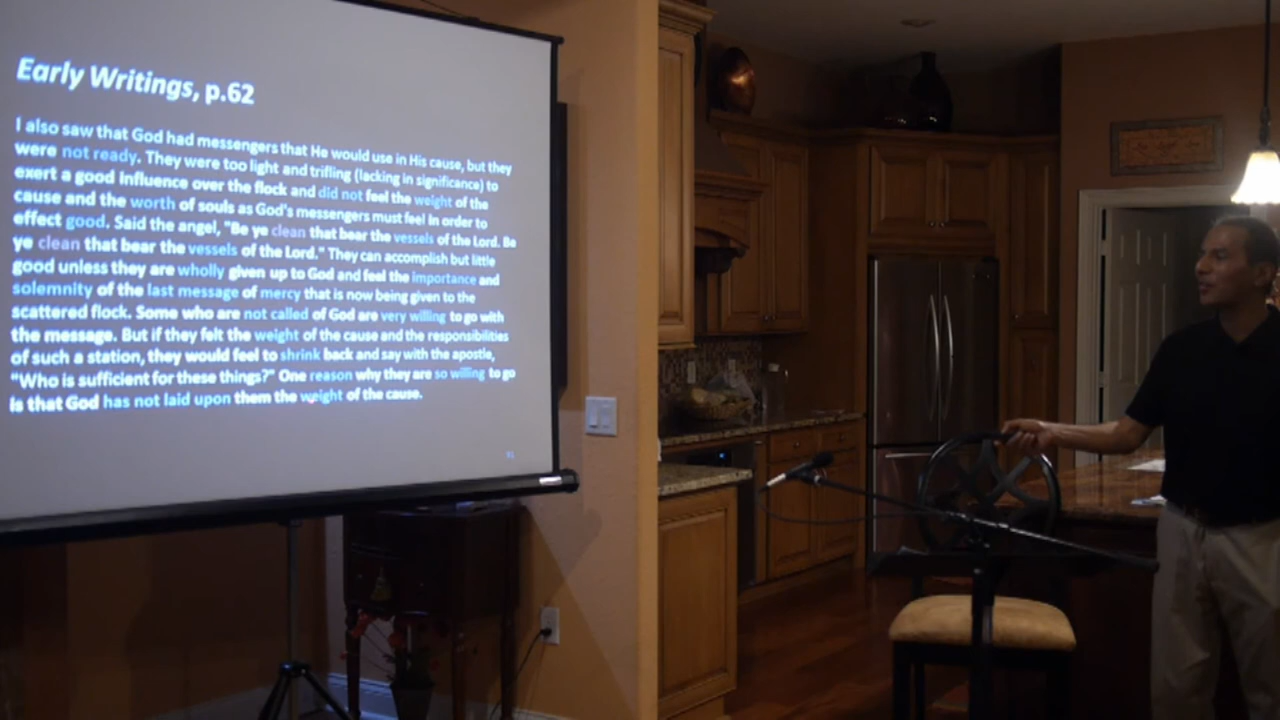 Early Writings, p.62
I also saw that God had messengers that He would use in His cause, but they
were not ready. They were too light and trifling (lacking in significance) to
exert a good influence over the flock and did not feel the weight of the
cause and the worth of souls as God's messengers must feel in order to
effect good. Said the angel, "Be ye clean that bear the vessels of the Lord. Be
ye clean that bear the vessels of the Lord." They can accomplish but little
good unless they are wholly given up to God and feel the importance and
solemnity of the last message of mercy that is now being given to the
scattered flock. Some who are not called of God are very willing to go with
the message. But if they felt the weight of the cause and the responsibilities
of such a station, they would feel to shrink back and say with the apostle,
"Who is sufficient for these things?" One reason why they are so willing to go
is that God has not laid upon them the weight of the cause.